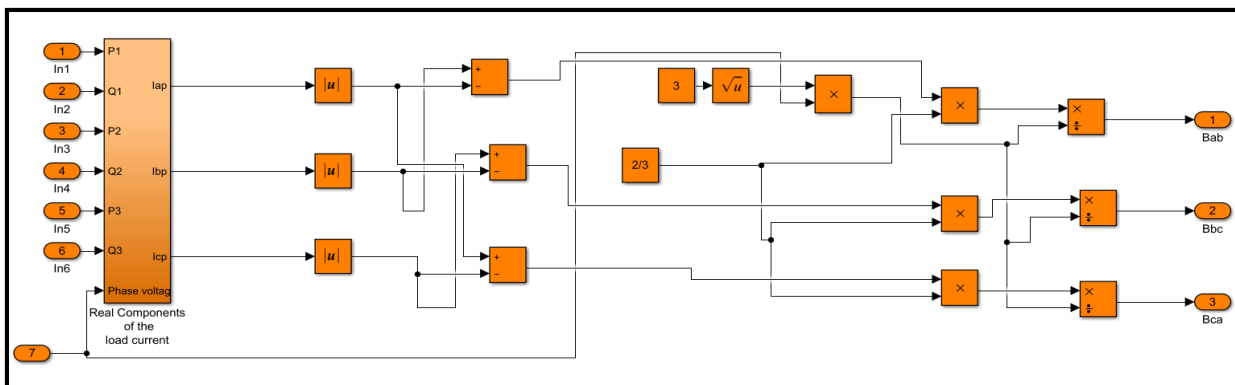 1
In1
2
In2
3
In3
4
In4
5
In5
6
In6
7
P1
Q1
P2
Q2
P3
Q3
Phase voltag
Iap
Ibp
Icp
Real Components
of the
load current
|u|
|u|
|u|
+
−
+
−
+
−
3
√u
×
2/3
×
×
×
×
÷
×
÷
×
÷
1
Bab
2
Bbc
3
Bca